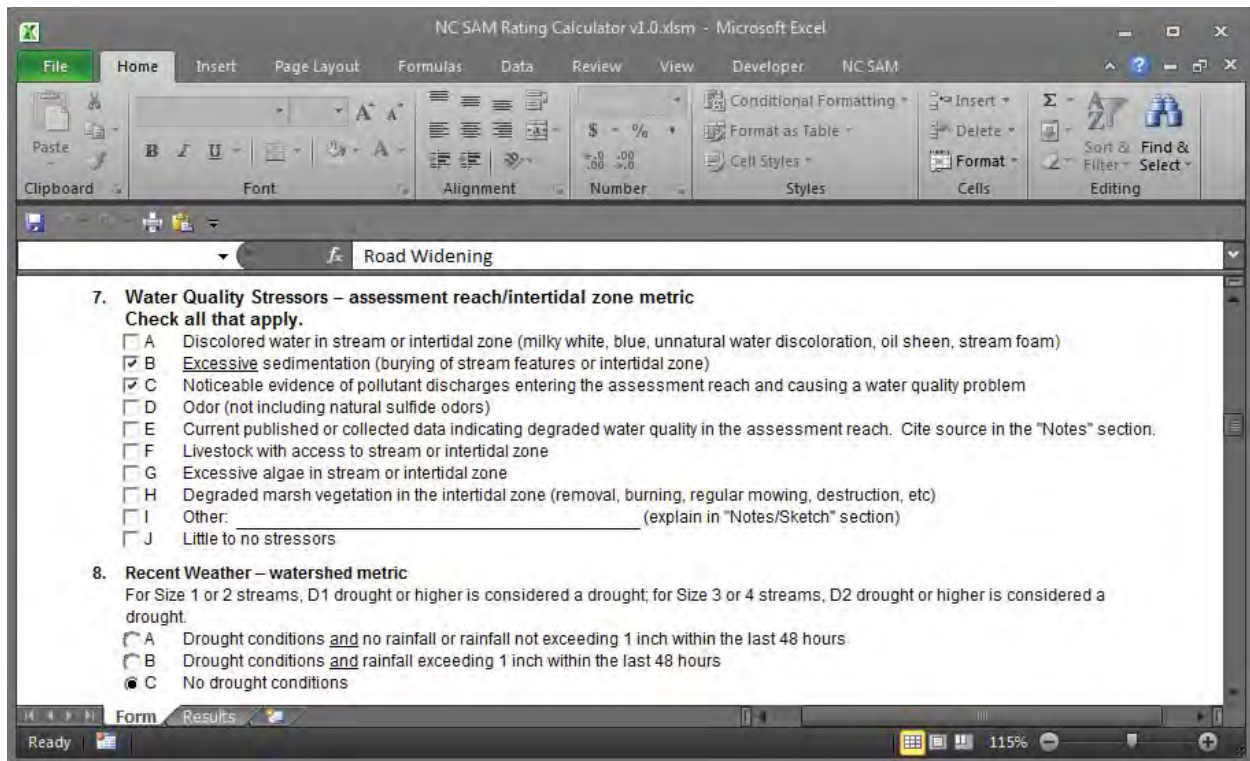 NC SAM Rating Calculator v1.0.xlsm - Microsoft Excel
File Home Insert Page Layout Formulas Data Review View Developer NC SAM
Conditional Formatting Insert Σ
Paste B I U A $ % , Format as Table Delete Sort & Find &
Cell Styles Format Filter Select
Clipboard Font Alignment Number Styles Cells Editing
fx Road Widening
7. Water Quality Stressors – assessment reach/intertidal zone metric
Check all that apply.
A Discolored water in stream or intertidal zone (milky white, blue, unnatural water discoloration, oil sheen, stream foam)
B Excessive sedimentation (burying of stream features or intertidal zone)
C Noticeable evidence of pollutant discharges entering the assessment reach and causing a water quality problem
D Odor (not including natural sulfide odors)
E Current published or collected data indicating degraded water quality in the assessment reach. Cite source in the "Notes" section.
F Livestock with access to stream or intertidal zone
G Excessive algae in stream or intertidal zone
H Degraded marsh vegetation in the intertidal zone (removal, burning, regular mowing, destruction, etc)
I Other: (explain in "Notes/Sketch" section)
J Little to no stressors
8. Recent Weather – watershed metric
For Size 1 or 2 streams, D1 drought or higher is considered a drought; for Size 3 or 4 streams, D2 drought or higher is considered a
drought.
A Drought conditions and no rainfall or rainfall not exceeding 1 inch within the last 48 hours
B Drought conditions and rainfall exceeding 1 inch within the last 48 hours
C No drought conditions
Form Results
Ready 115%